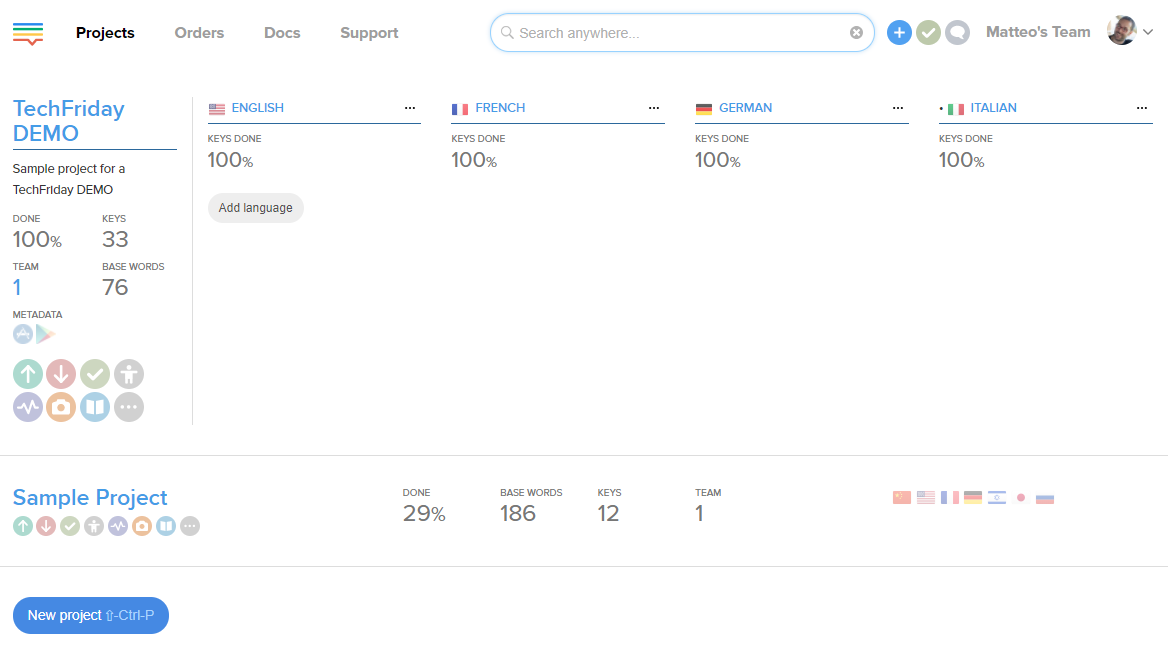 Projects
Orders
Docs
Support
Search anywhere...
Matteo's Team
TechFriday
DEMO
Sample project for a
TechFriday DEMO
DONE
100%
KEYS
33
TEAM
1
BASE WORDS
76
METADATA
ENGLISH
KEYS DONE
100%
Add language
FRENCH
KEYS DONE
100%
GERMAN
KEYS DONE
100%
ITALIAN
KEYS DONE
100%
Sample Project
DONE
29%
BASE WORDS
186
KEYS
12
TEAM
1
New project ⇧-Ctrl-P